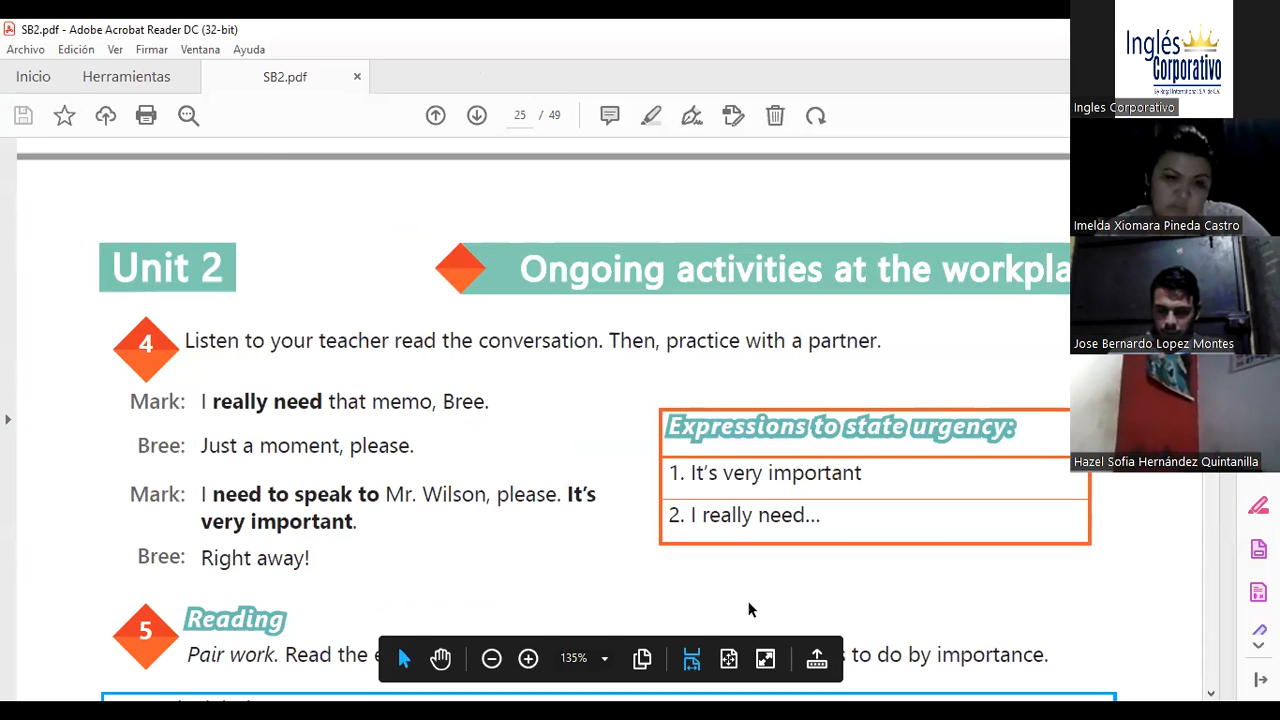 SB2.pdf - Adobe Acrobat Reader DC (32-bit)
Archivo Edición Ver Firmar Ventana Ayuda
Inicio Herramientas SB2.pdf ×
25 / 49
Unit 2
Ongoing activities at the workpla
4 Listen to your teacher read the conversation. Then, practice with a partner.
Mark: I really need that memo, Bree.
Bree: Just a moment, please.
Mark: I need to speak to Mr. Wilson, please. It's
very important.
Bree: Right away!
Expressions to state urgency:
1. It's very important
2. I really need...
5 Reading
Pair work. Read the e
s to do by importance.
135%
Inglés
Corporativo
Ingles Corporativo
Imelda Xiomara Pineda Castro
Jose Bernardo Lopez Montes
Hazel Sofía Hernández Quintanilla